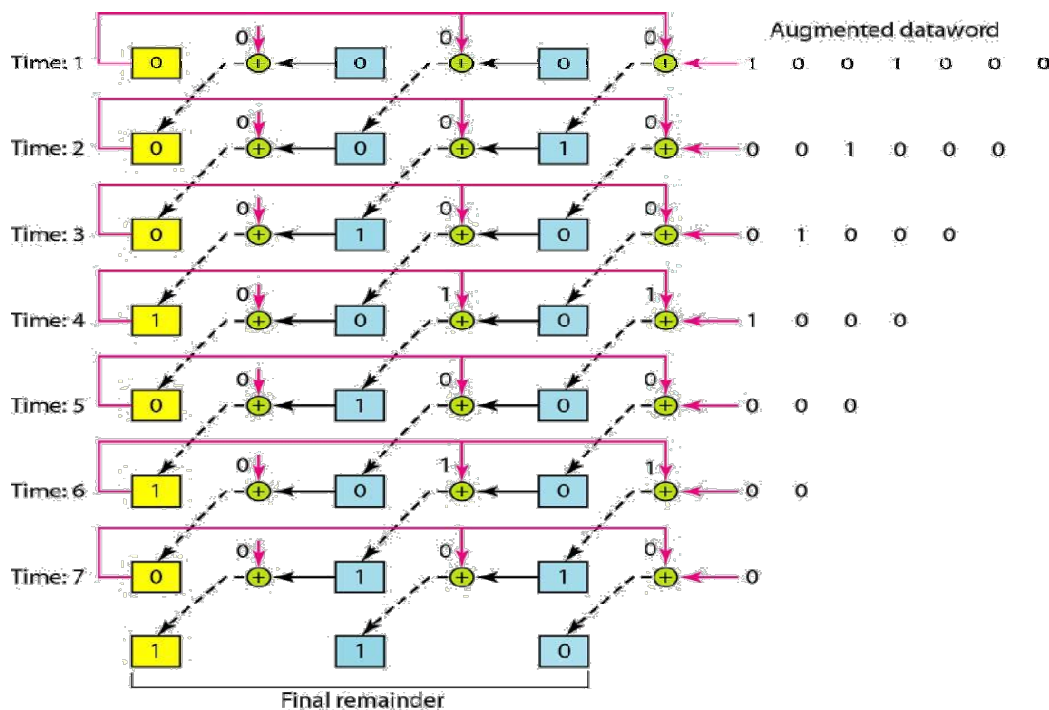 Augmented dataword
0 0 0
Time: 1 0 0 0 1 0 0 1 0 0 0
0 0 0
Time: 2 0 0 1 0 0 1 0 0 0
0 0 0
Time: 3 0 1 0 0 1 0 0 0
0 1 1
Time: 4 1 0 0 1 0 0 0
0 0 0
Time: 5 0 1 0 0 0 0
0 1 1
Time: 6 1 0 0 0 0
0 0 0
Time: 7 0 1 1 0
1 1 0
Final remainder